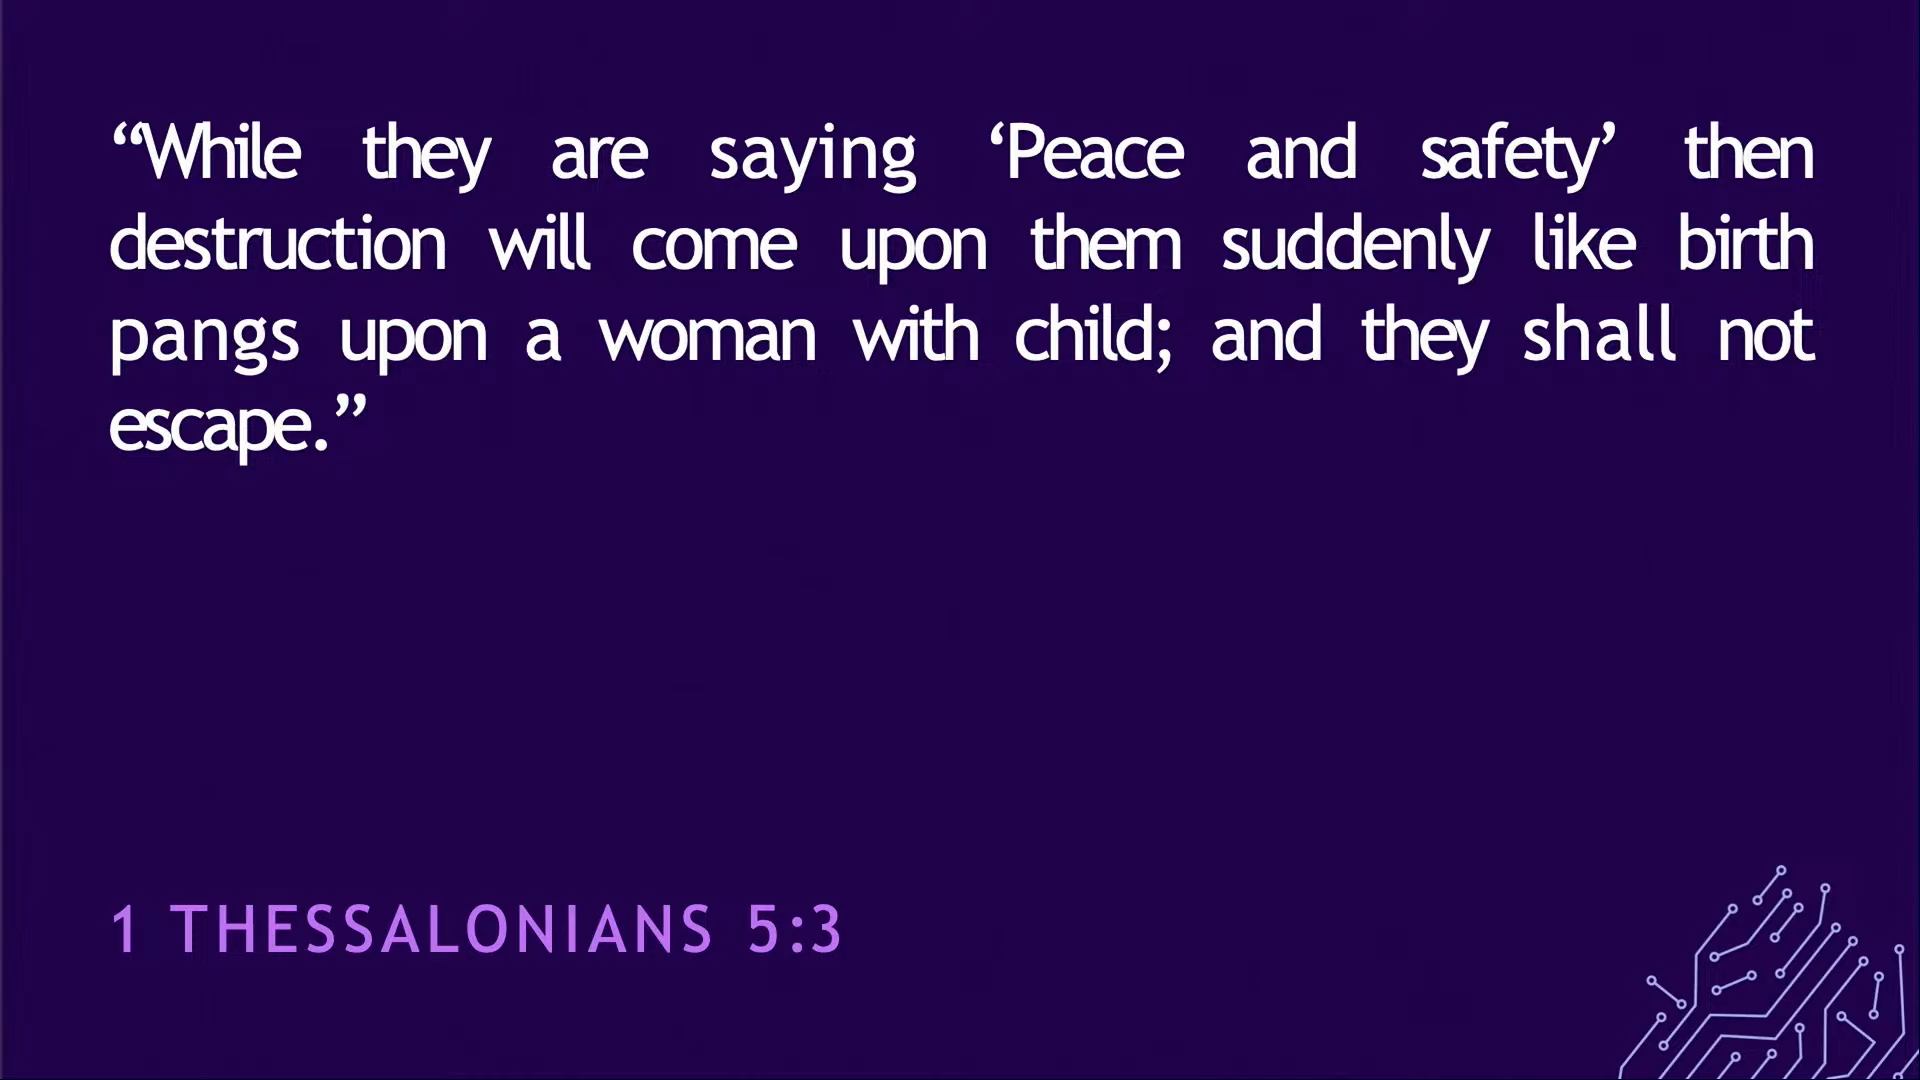 “While they are saying ‘Peace and safety’ then
destruction will come upon them suddenly like birth
pangs upon a woman with child; and they shall not
escape.”
1 THESSALONIANS 5:3